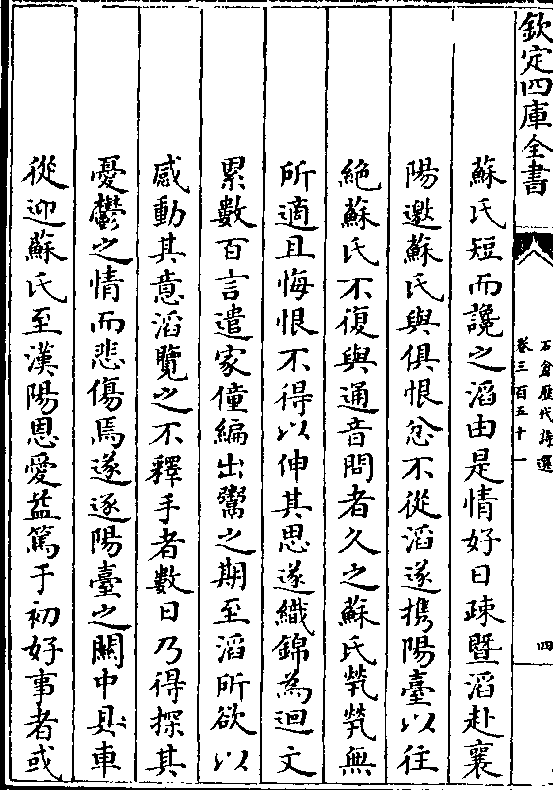 欽定四庫全書
石倉歷代詩選
卷三百五十一
四
蘇氏短而讒之滔由是情好日疎暨滔赴襄
陽邀蘇氏與俱恨忿不從滔遂携陽臺以往
絶蘇氏不復與通音問者久之蘇氏煢煢無
所適且悔恨不得以伸其思遂織錦為迴文
累數百言遣家僮編出鬻之期至滔所欲以
感動其意滔覽之不釋手者數日乃得探其
憂鬱之情而悲傷焉遂逐陽臺之關中具車
從迎蘇氏至漢陽恩愛益篤于初好事者或